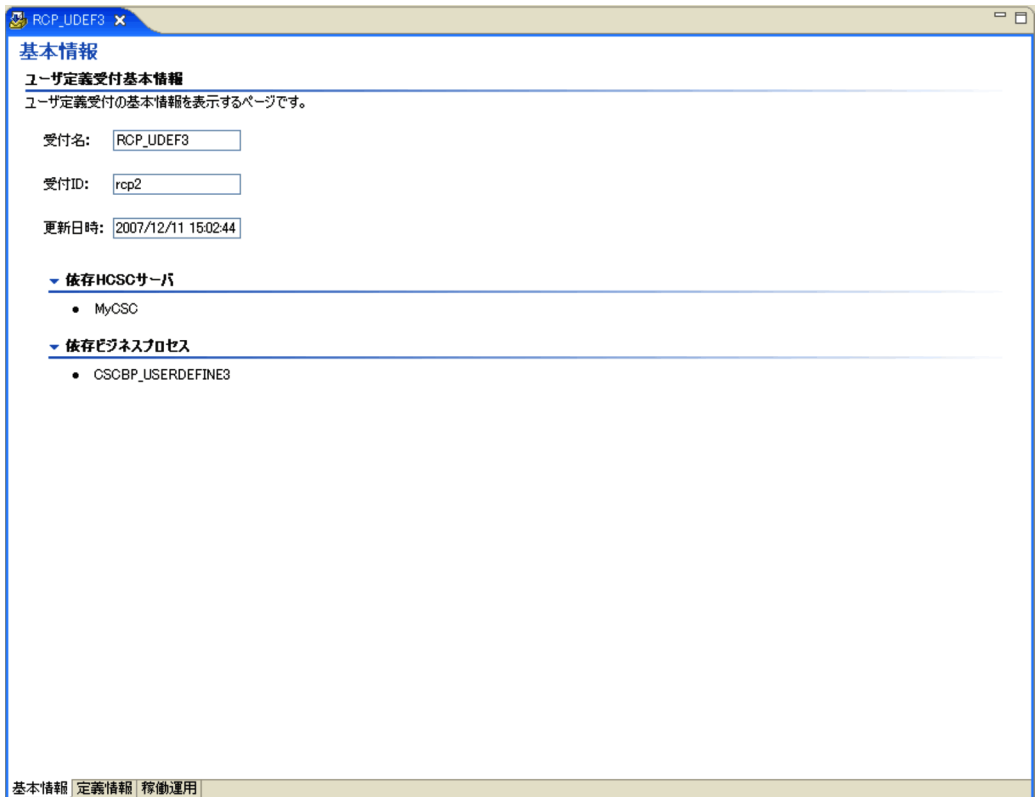 RCP_UDEF3
基本情報
ユーザ定義受付基本情報
ユーザ定義受付の基本情報を表示するページです。
受付名: RCP_UDEF3
受付ID: rcp2
更新日時: 2007/12/11 15:02:44
依存HCSCサーバ
● MyCSC
依存ビジネスプロセス
● CSCBP_USERDEFINE3
基本情報 定義情報 稼働運用